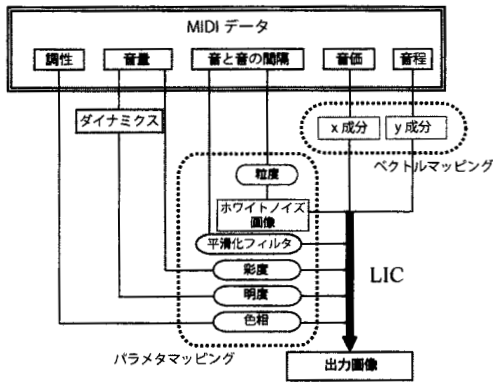 MIDI データ
調性 音量 音と音の間隔 音価 音程
ダイナミクス
x 成分 y 成分
ベクトルマッピング
粒度
ホワイトノイズ
画像
平滑化フィルタ
彩度
LIC
明度
色相
パラメタマッピング
出力画像